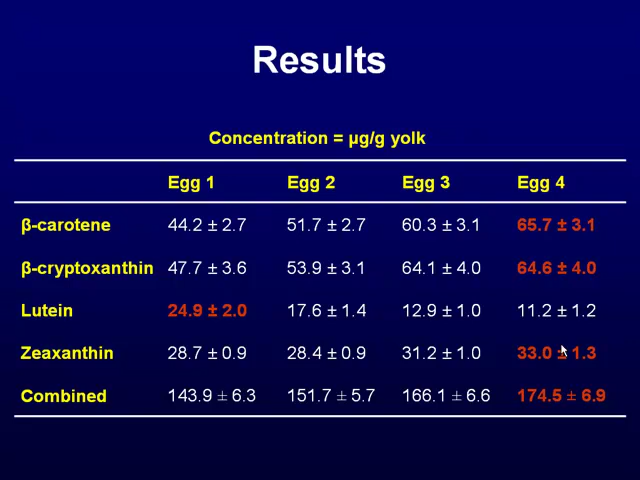 Results
Concentration = µg/g yolk
Egg 1 Egg 2 Egg 3 Egg 4
β-carotene 44.2 ± 2.7 51.7 ± 2.7 60.3 ± 3.1 65.7 ± 3.1
β-cryptoxanthin 47.7 ± 3.6 53.9 ± 3.1 64.1 ± 4.0 64.6 ± 4.0
Lutein 24.9 ± 2.0 17.6 ± 1.4 12.9 ± 1.0 11.2 ± 1.2
Zeaxanthin 28.7 ± 0.9 28.4 ± 0.9 31.2 ± 1.0 33.0 ± 1.3
Combined 143.9 ± 6.3 151.7 ± 5.7 166.1 ± 6.6 174.5 ± 6.9